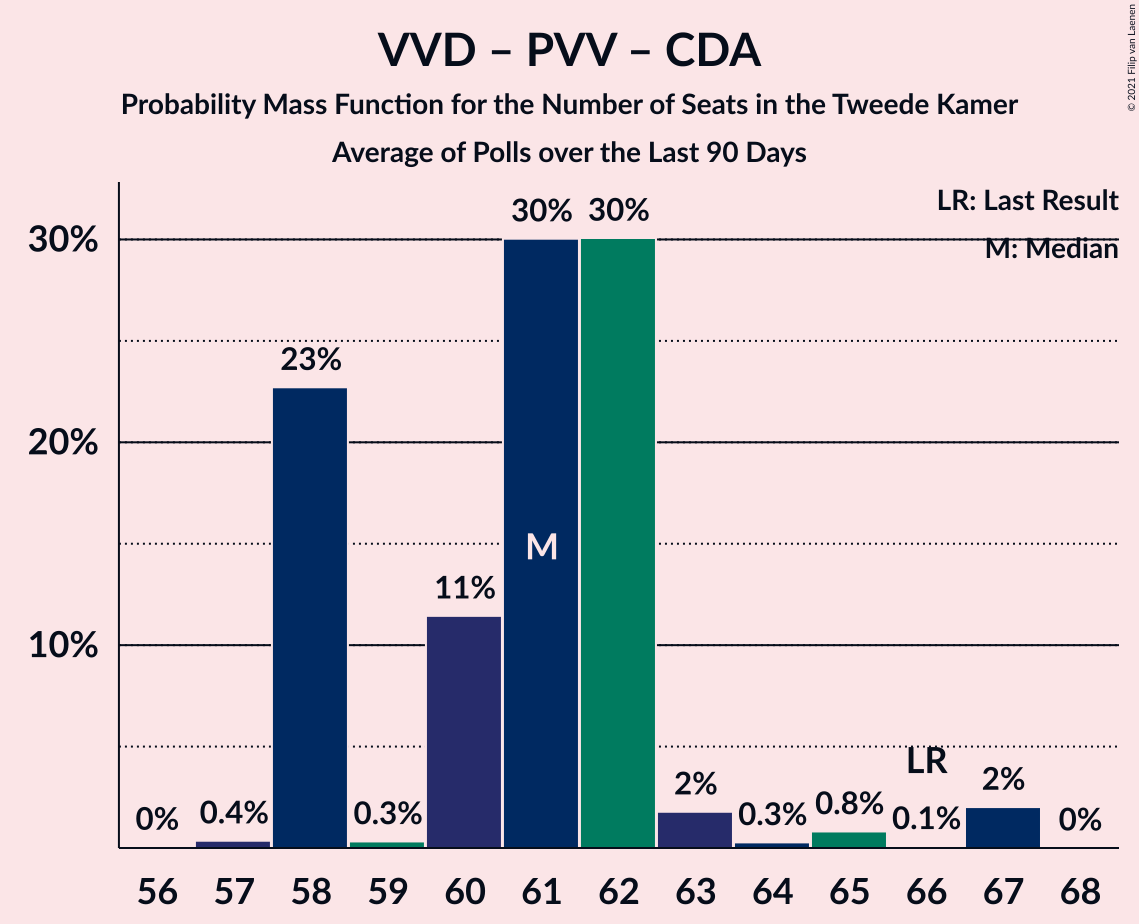 VVD – PVV – CDA
Probability Mass Function for the Number of Seats in the Tweede Kamer
Average of Polls over the Last 90 Days
© 2021 Filip van Laenen
LR: Last Result
M: Median
30%
20%
10%
0%
0.4%
23%
0.3%
11%
30%
30%
2%
0.3%
0.8%
0.1%
2%
0%
M
LR
56 57 58 59 60 61 62 63 64 65 66 67 68